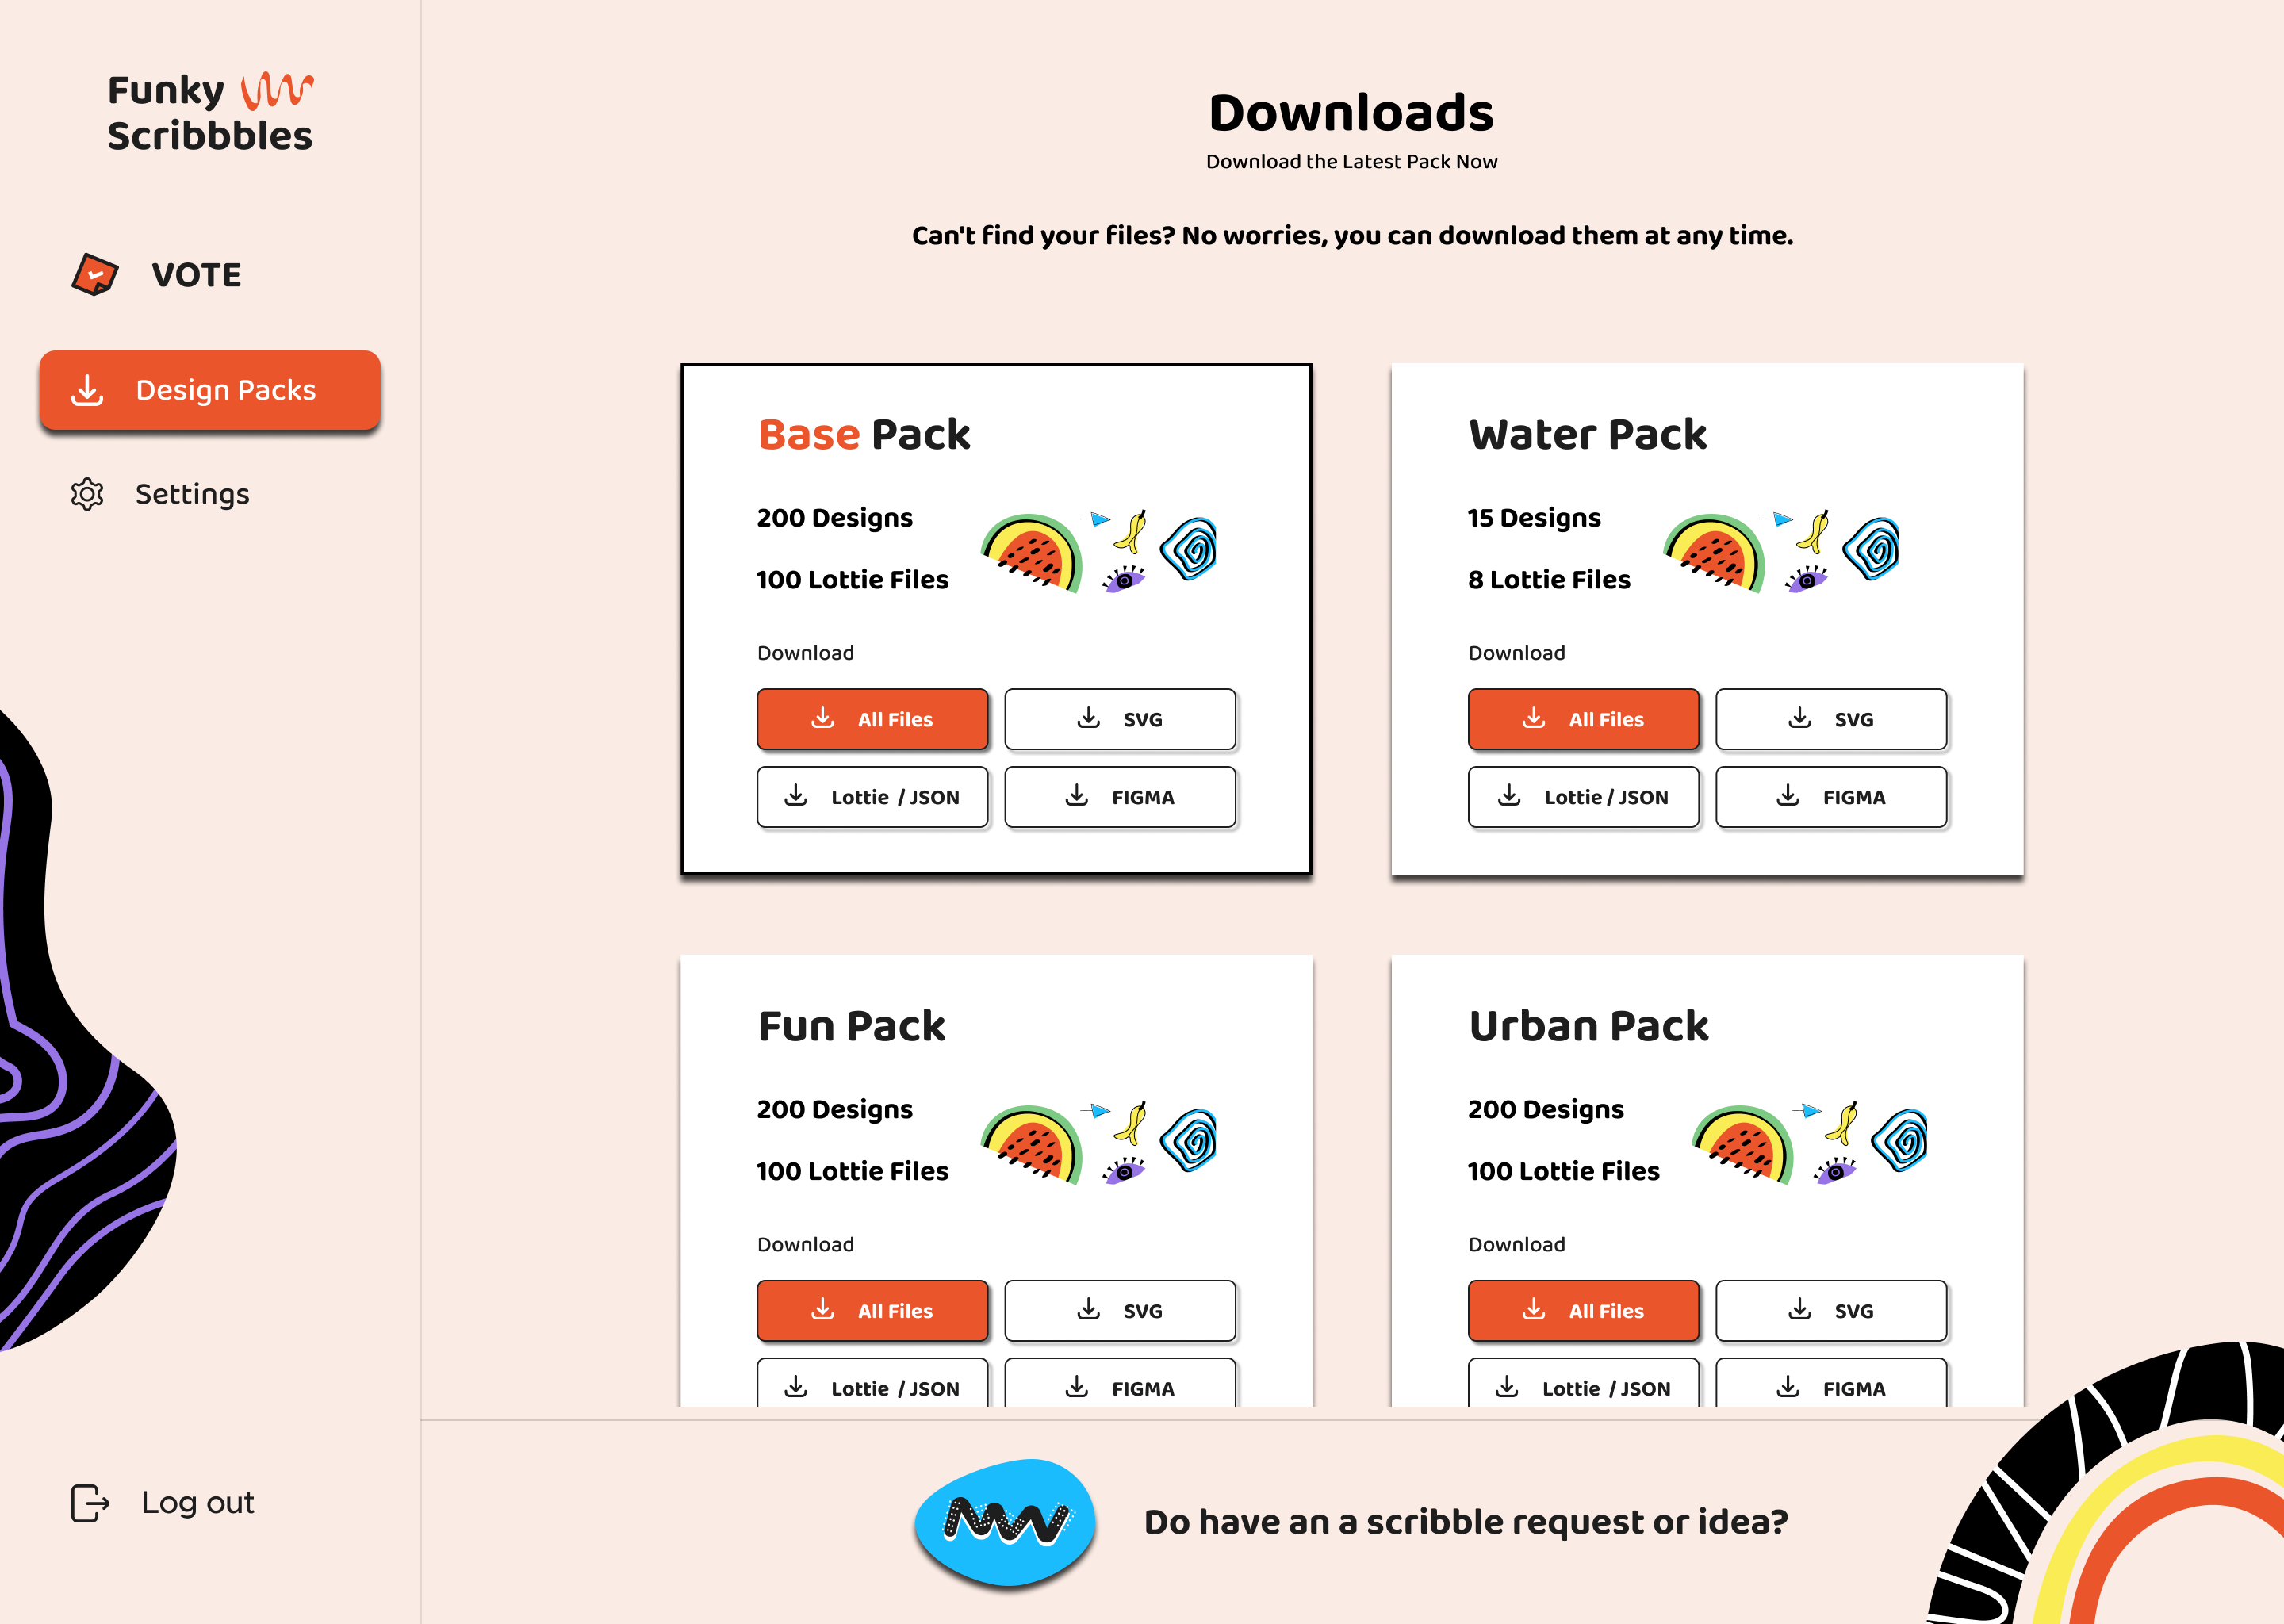 Funky
Scribbbles
VOTE
Design Packs
Settings
Log out
Downloads
Download the Latest Pack Now
Can't find your files? No worries, you can download them at any time.
Base Pack
200 Designs
100 Lottie Files
Download
All Files
SVG
Lottie / JSON
FIGMA
Water Pack
15 Designs
8 Lottie Files
Download
All Files
SVG
Lottie / JSON
FIGMA
Fun Pack
200 Designs
100 Lottie Files
Download
All Files
SVG
Lottie / JSON
FIGMA
Urban Pack
200 Designs
100 Lottie Files
Download
All Files
SVG
Lottie / JSON
FIGMA
Do have an a scribble request or idea?